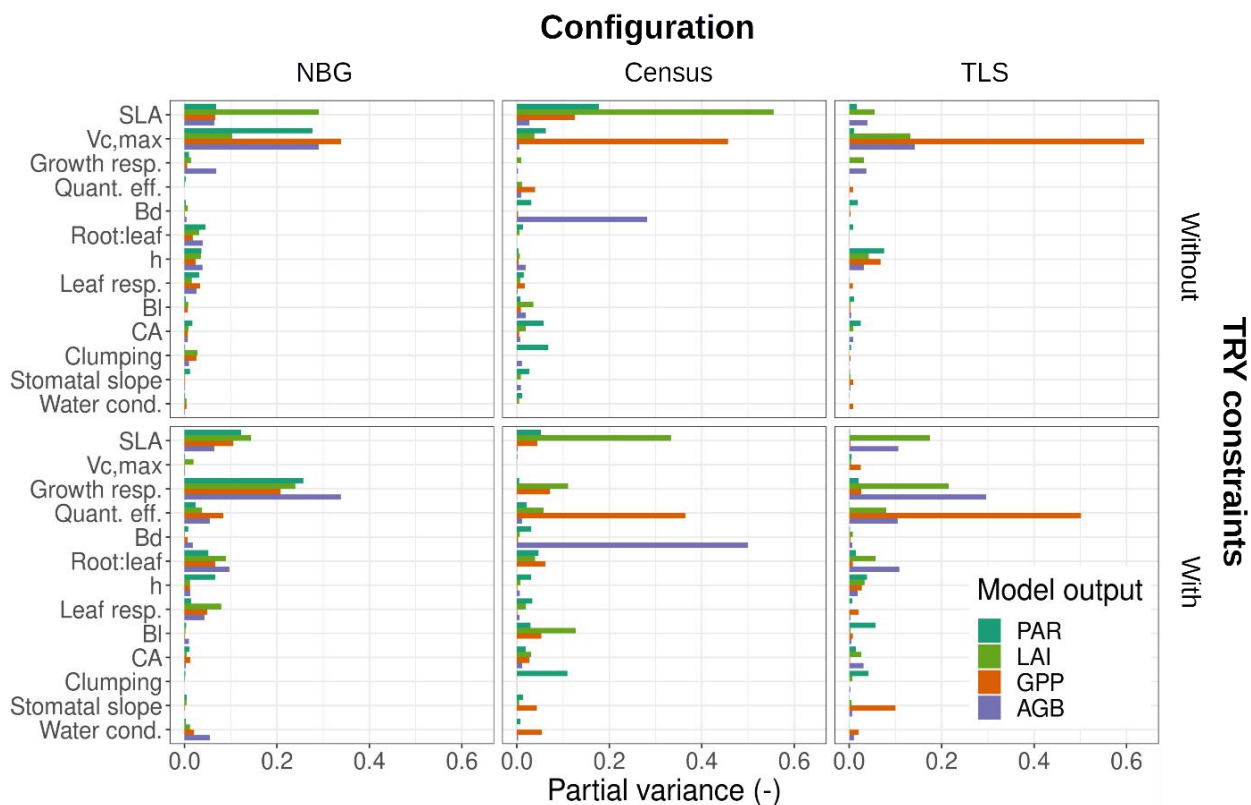 Configuration
NBG Census TLS
SLA
Vc,max
Growth resp.
Quant. eff.
Bd
Root:leaf
h
Leaf resp.
Bl
CA
Clumping
Stomatal slope
Water cond.
Without
SLA
Vc,max
Growth resp.
Quant. eff.
Bd
Root:leaf
h
Leaf resp.
Bl
CA
Clumping
Stomatal slope
Water cond.
With
TRY constraints
Model output
PAR
LAI
GPP
AGB
0.0 0.2 0.4 0.6 0.0 0.2 0.4 0.6 0.0 0.2 0.4 0.6
Partial variance (-)